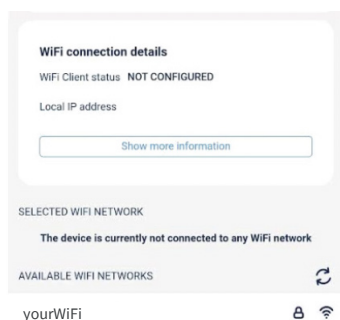 WiFi connection details
WiFi Client status NOT CONFIGURED
Local IP address
Show more information
SELECTED WIFI NETWORK
The device is currently not connected to any WiFi network
AVAILABLE WIFI NETWORKS
yourWiFi